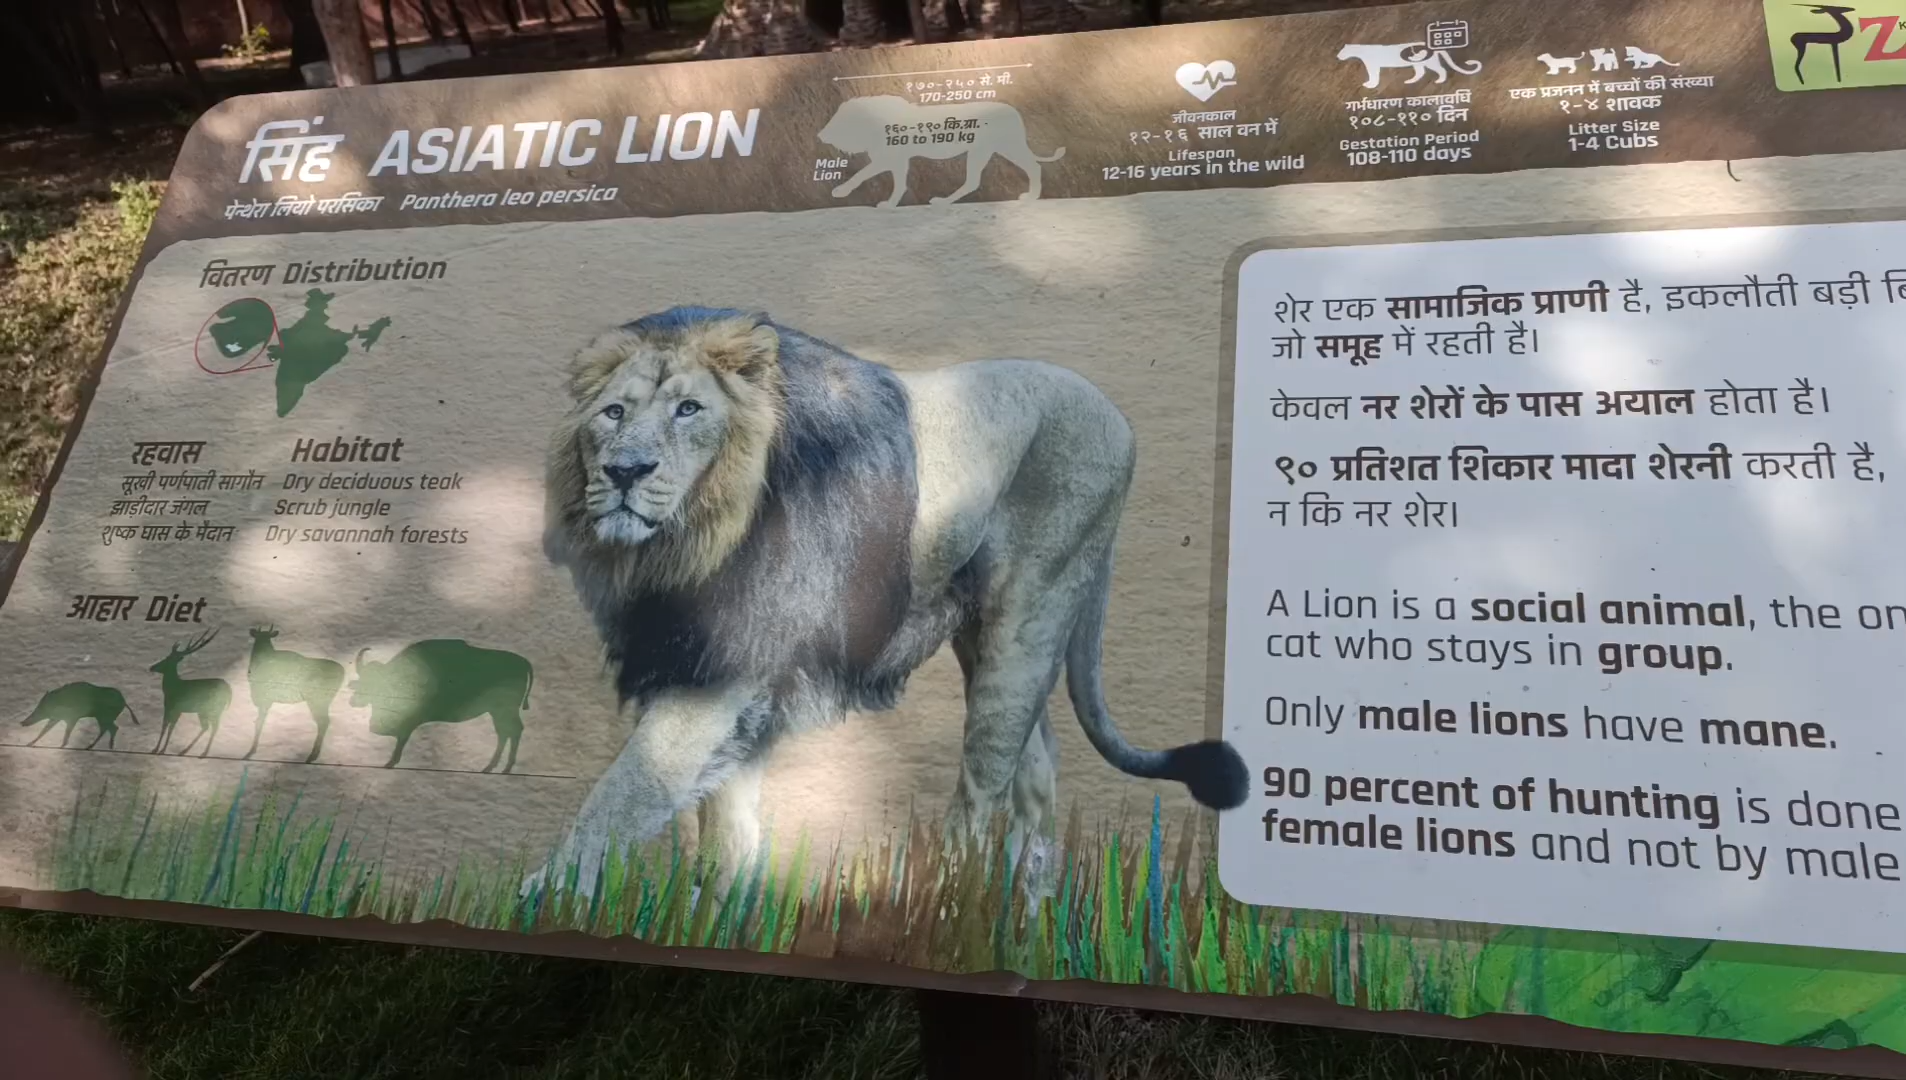 सिंह ASIATIC LION
पेन्थेरा लियो परसिका Panthera leo persica
१७०-२५० से.मी.
170-250 cm
१६०-१९० कि.ग्रा.
160 to 190 kg
Male
Lion
जीवनकाल
१२-१६ साल वन में
Lifespan
12-16 years in the wild
गर्भधारण कालावधि
१०८-११० दिन
Gestation Period
108-110 days
एक प्रजनन में बच्चों की संख्या
१-४ शावक
Litter Size
1-4 Cubs
Z
वितरण Distribution
रहवास Habitat
सूखी पर्णपाती सागौन Dry deciduous teak
झाड़ीदार जंगल Scrub jungle
शुष्क घास के मैदान Dry savannah forests
आहार Diet
शेर एक सामाजिक प्राणी है, इकलौती बड़ी
जो समूह में रहती है।
केवल नर शेरों के पास अयाल होता है।
९० प्रतिशत शिकार मादा शेरनी करती है,
न कि नर शेर।
A Lion is a social animal, the
cat who stays in group.
Only male lions have mane.
90 percent of hunting is done
female lions and not by male